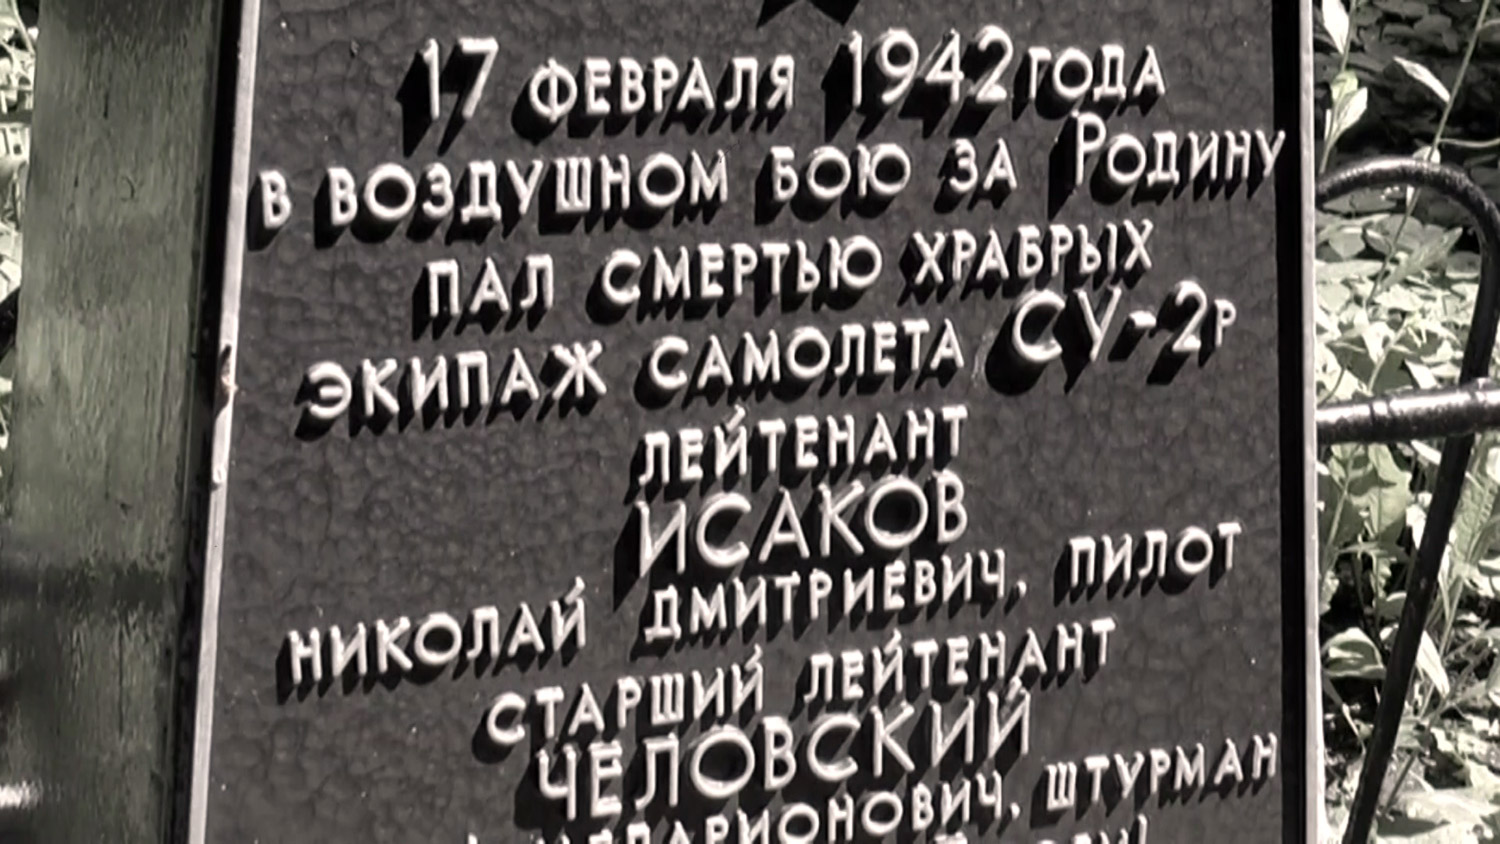 17 ФЕВРАЛЯ 1942 ГОДА
В ВОЗДУШНОМ БОЮ ЗА РОДИНУ
ПАЛ СМЕРТЬЮ ХРАБРЫХ
ЭКИПАЖ САМОЛЕТА СУ-2Р
ЛЕЙТЕНАНТ
ИСАКОВ
НИКОЛАЙ ДМИТРИЕВИЧ, ПИЛОТ
СТАРШИЙ ЛЕЙТЕНАНТ
ЧЕЛОВСКИЙ
ШТУРМАН